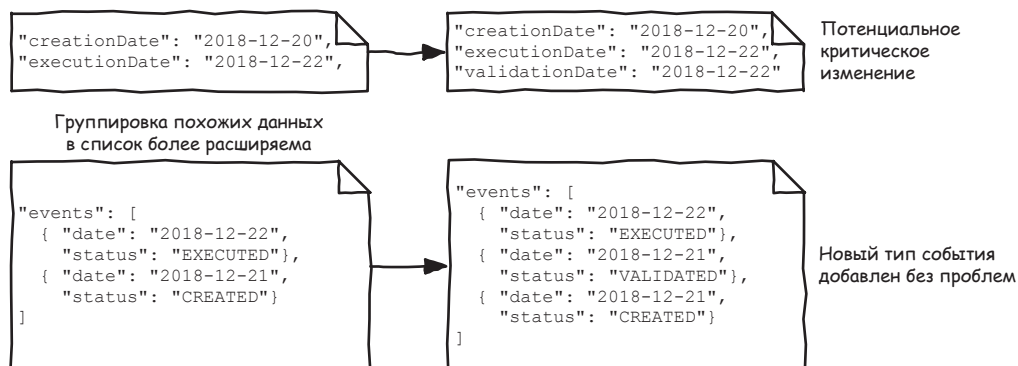 "creationDate": "2018-12-20",
"executionDate": "2018-12-22",
"creationDate": "2018-12-20",
"executionDate": "2018-12-22",
"validationDate": "2018-12-22"
Потенциальное
критическое
изменение
Группировка похожих данных
в список более расширяема
"events": [
{ "date": "2018-12-22",
"status": "EXECUTED"},
{ "date": "2018-12-21",
"status": "CREATED"}
]
"events": [
{ "date": "2018-12-22",
"status": "EXECUTED"},
{ "date": "2018-12-21",
"status": "VALIDATED"},
{ "date": "2018-12-21",
"status": "CREATED"}
]
Новый тип события
добавлен без проблем